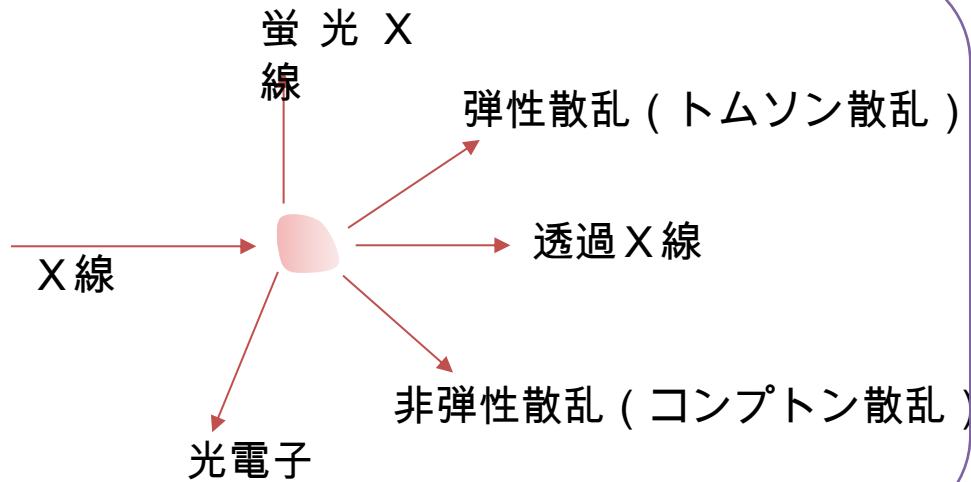 蛍 光 X
線
弾性散乱（トムソン散乱）
透過X線
X線
非弾性散乱（コンプトン散乱）
光電子